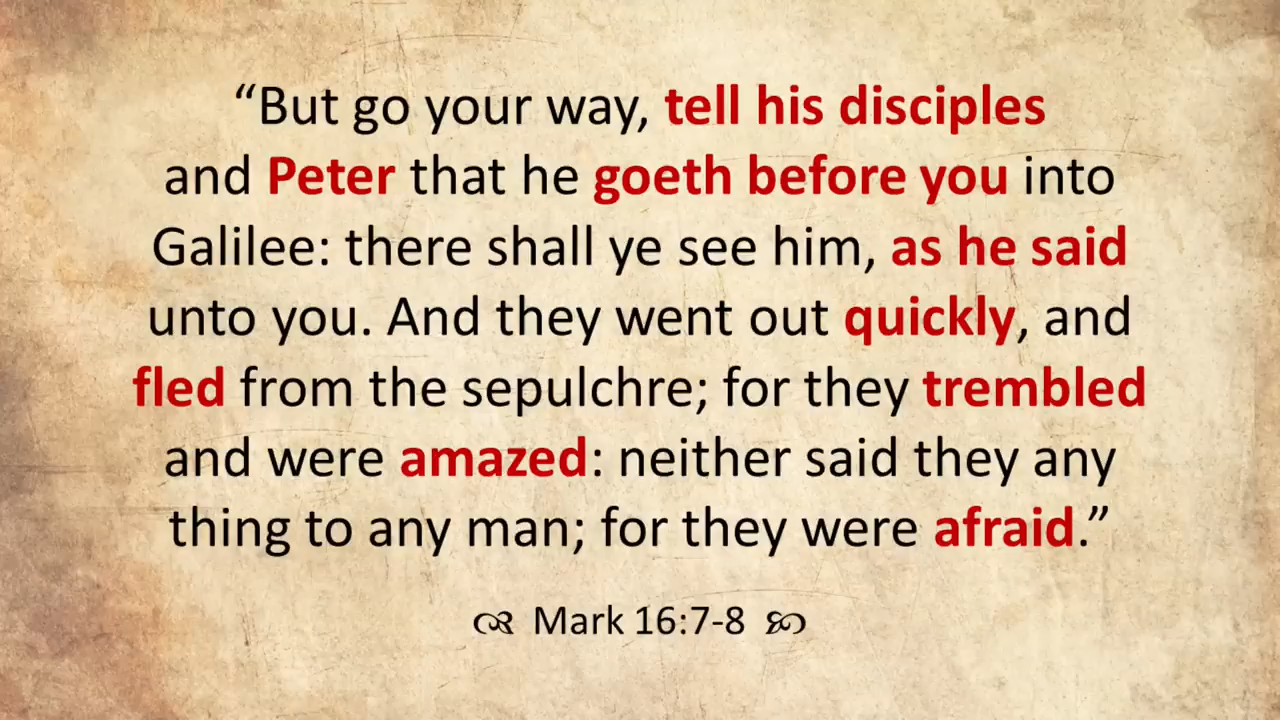 “But go your way, tell his disciples
and Peter that he goeth before you into
Galilee: there shall ye see him, as he said
unto you. And they went out quickly, and
fled from the sepulchre; for they trembled
and were amazed: neither said they any
thing to any man; for they were afraid.”
Mark 16:7-8